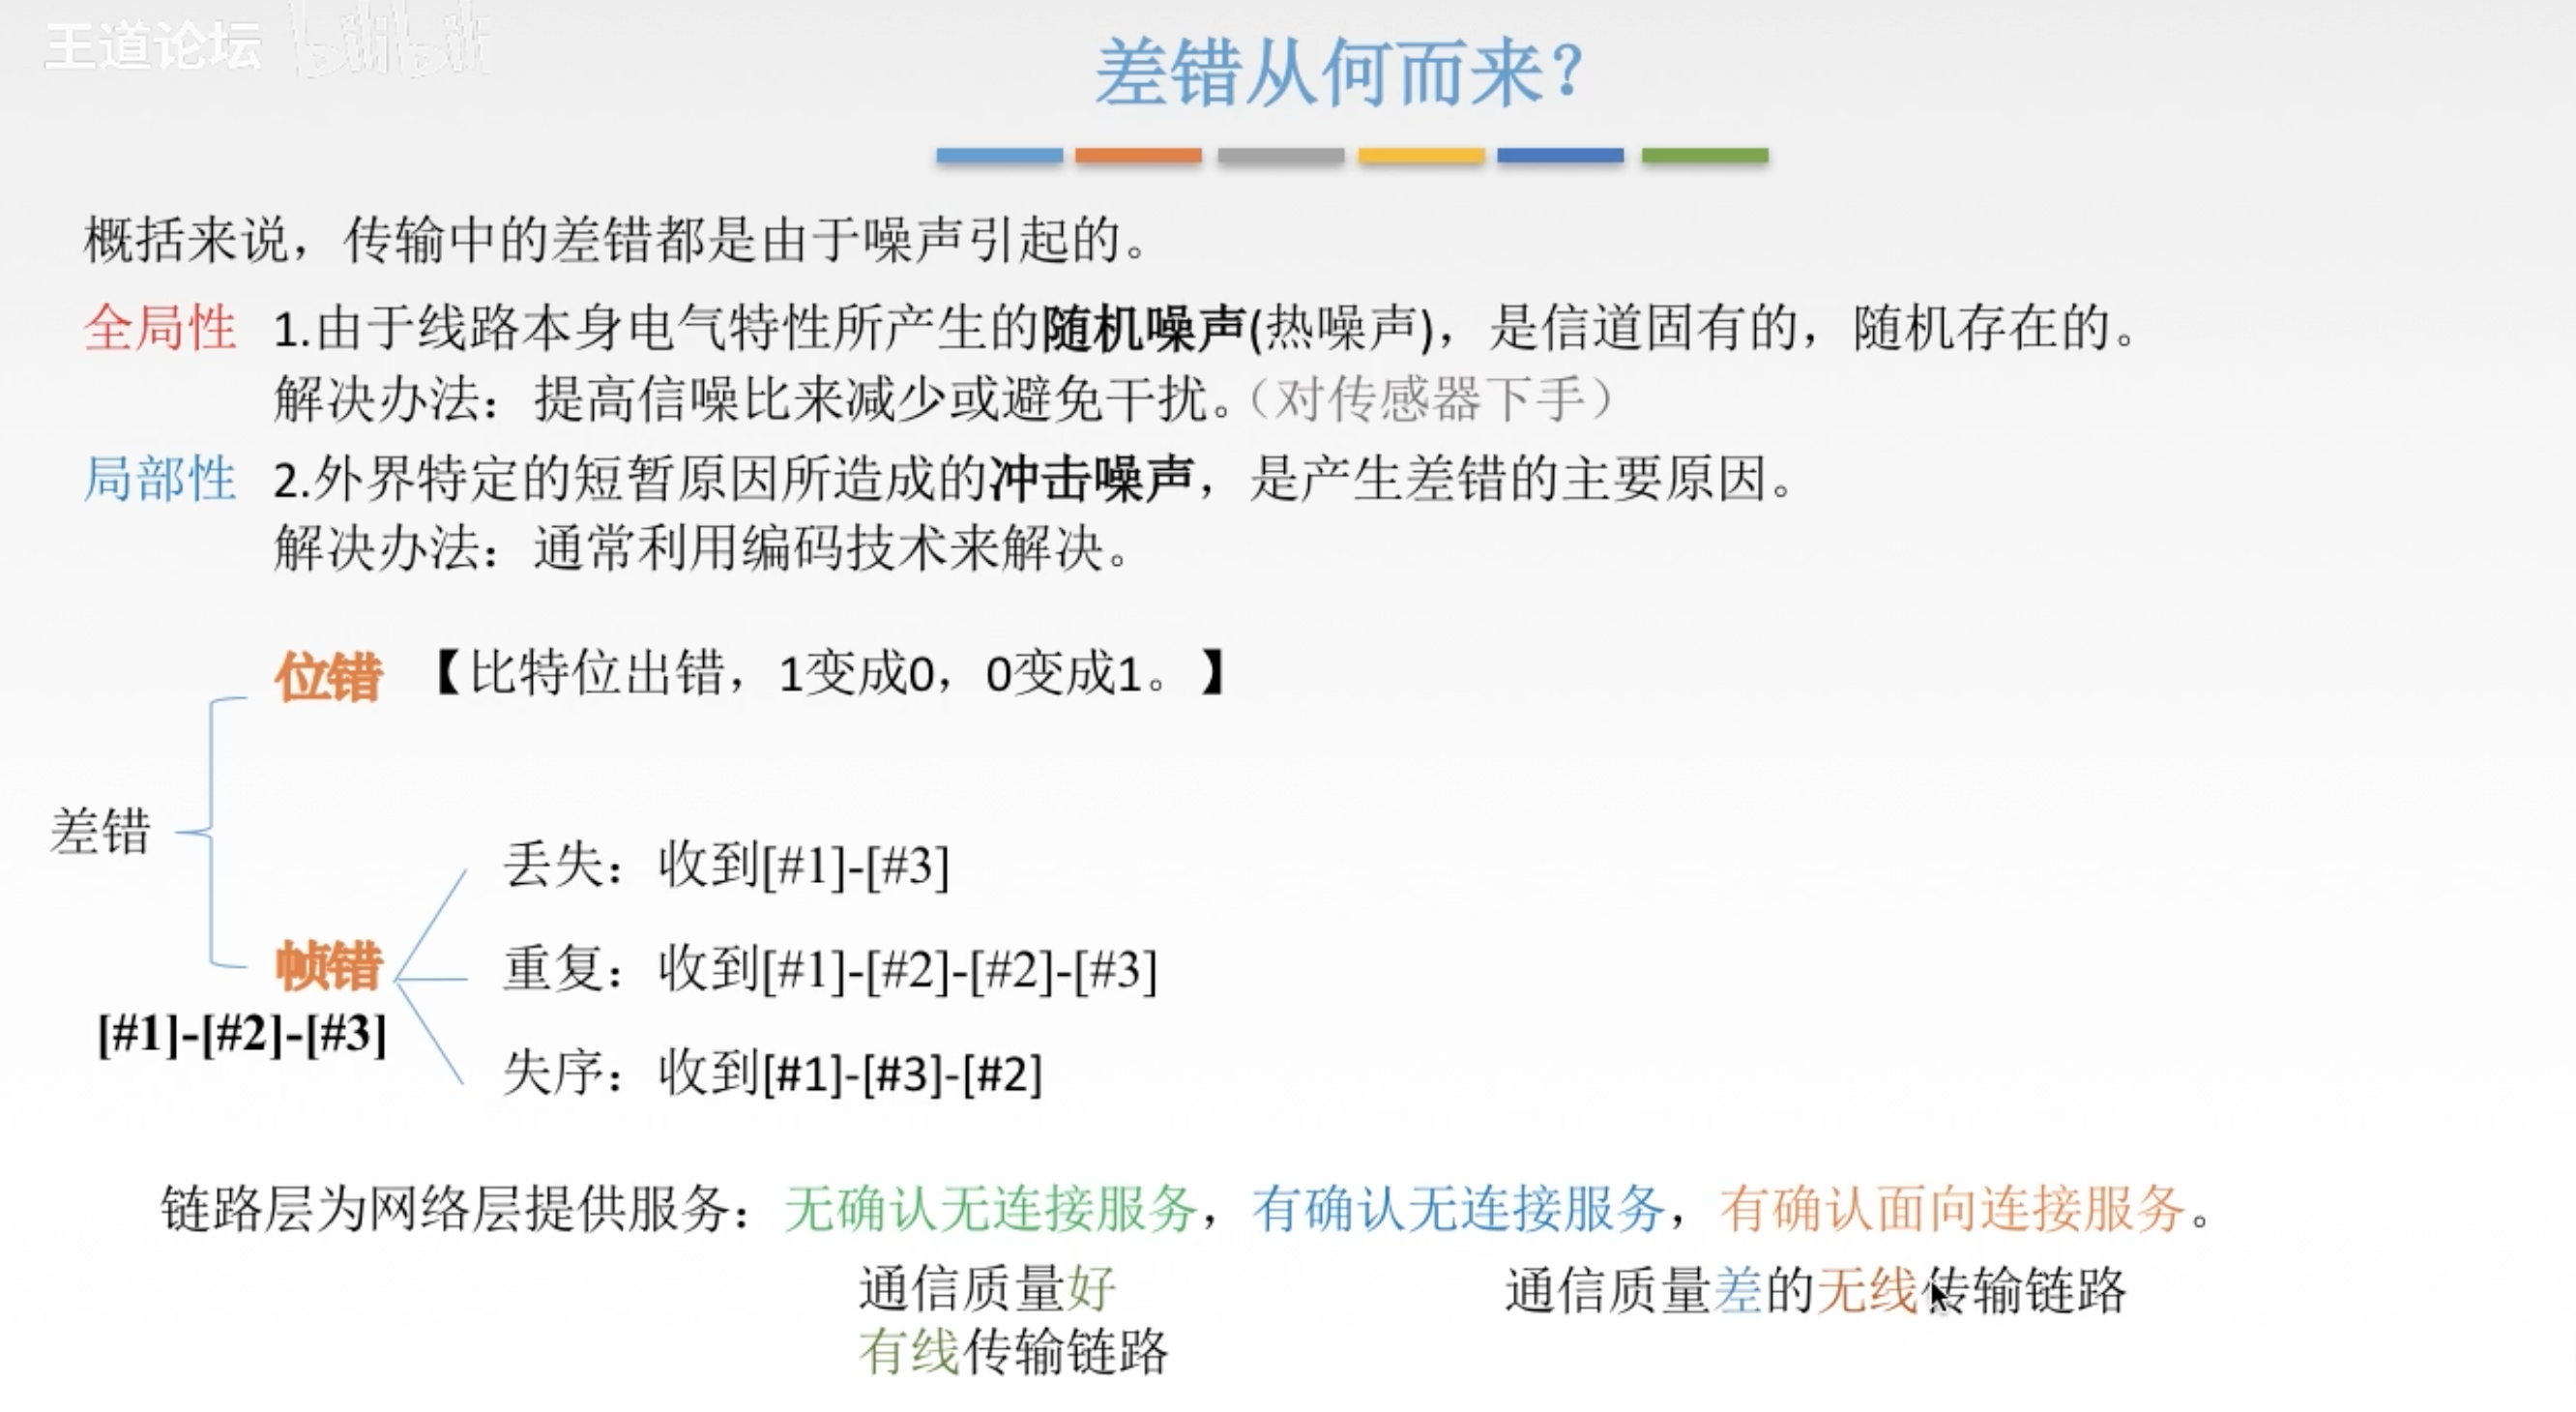 王道论坛 bilibili
差错从何而来？
概括来说，传输中的差错都是由于噪声引起的。
全局性 1.由于线路本身电气特性所产生的随机噪声(热噪声)，是信道固有的，随机存在的。
解决办法：提高信噪比来减少或避免干扰。（对传感器下手）
局部性 2.外界特定的短暂原因所造成的冲击噪声，是产生差错的主要原因。
解决办法：通常利用编码技术来解决。
位错 【比特位出错，1变成0，0变成1。】
差错
丢失：收到[#1]-[#3]
帧错 重复：收到[#1]-[#2]-[#2]-[#3]
[#1]-[#2]-[#3]
失序：收到[#1]-[#3]-[#2]
链路层为网络层提供服务：无确认无连接服务，有确认无连接服务，有确认面向连接服务。
通信质量好 通信质量差的无线传输链路
有线传输链路